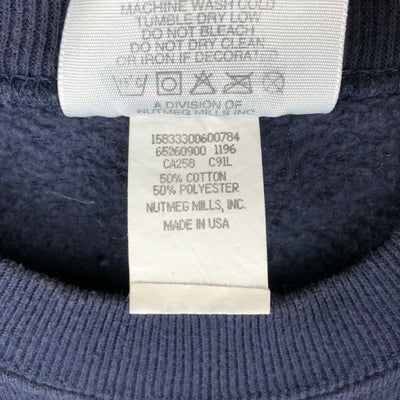 MACHINE WASH COLD
TUMBLE DRY LOW
DO NOT BLEACH
DO NOT DRY CLEAN
OR IRON IF DECORATED
A DIVISION OF
NUTMEG MILLS INC.
15833300600784
65260900 1196
CA258 C91L
50% COTTON
50% POLYESTER
NUTMEG MILLS, INC.
MADE IN USA